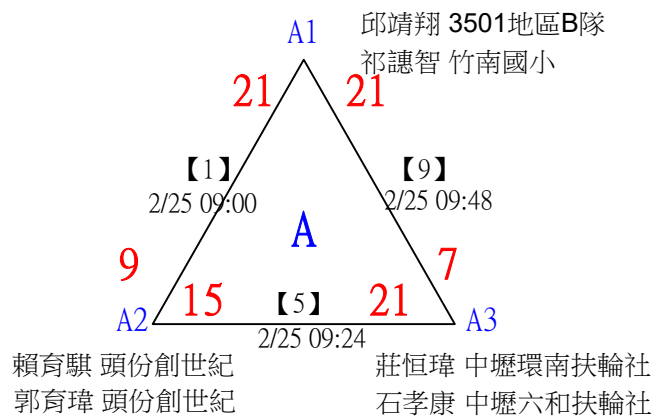 A1
邱靖翔 3501地區B隊
祁譓智 竹南國小
21
21
【1】
2/25 09:00
【9】
2/25 09:48
A
9
7
A2
15
【5】
21
A3
2/25 09:24
賴育騏 頭份創世紀
郭育瑋 頭份創世紀
莊恒瑋 中壢環南扶輪社
石孝康 中壢六和扶輪社